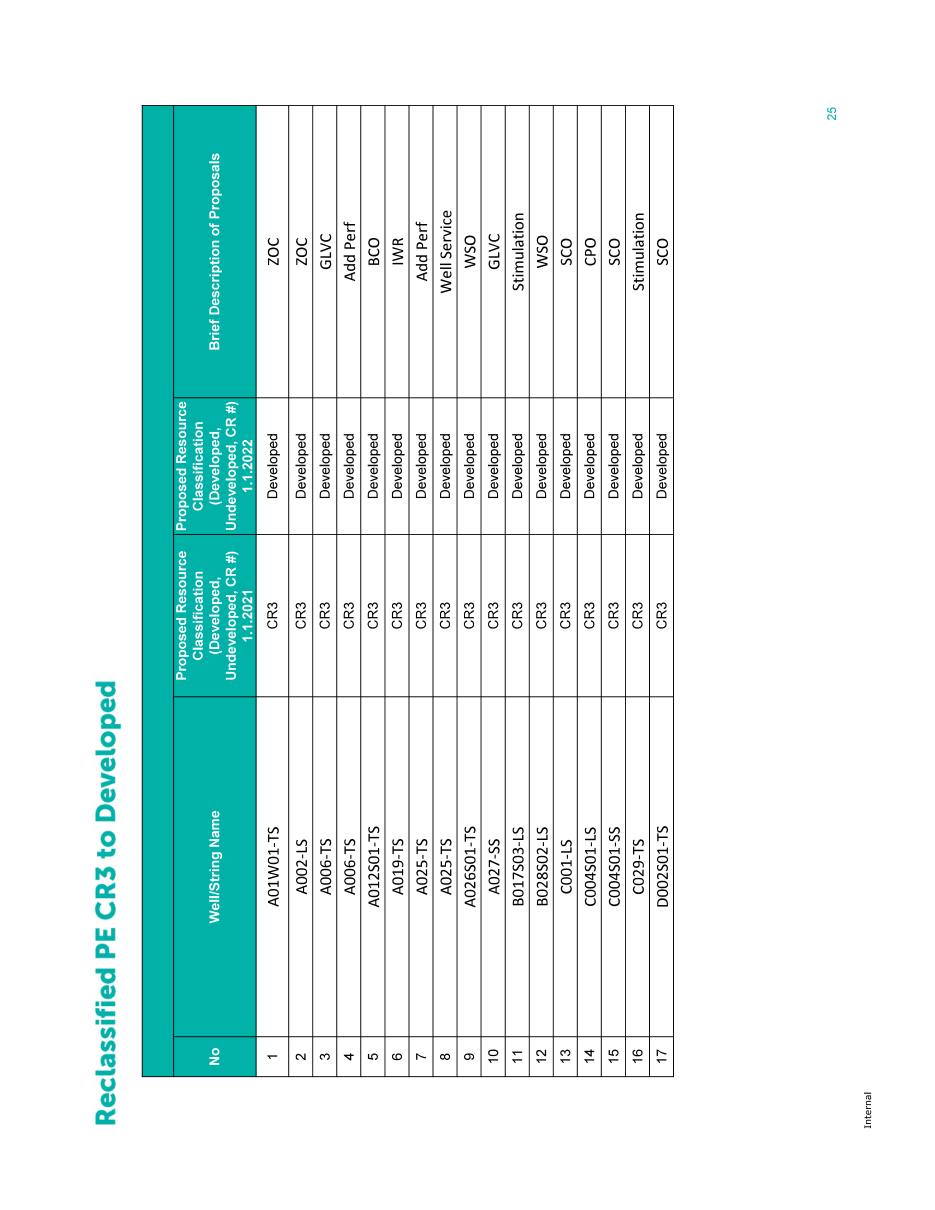 Reclassified PE CR3 to Developed
No Well/String Name Proposed Resource Classification (Developed, Undeveloped, CR #) 1.1.2021 Proposed Resource Classification (Developed, Undeveloped, CR #) 1.1.2022 Brief Description of Proposals
1 A01W01-TS CR3 Developed ZOC
2 A002-LS CR3 Developed ZOC
3 A006-TS CR3 Developed GLVC
4 A006-TS CR3 Developed Add Perf
5 A012S01-TS CR3 Developed BCO
6 A019-TS CR3 Developed IWR
7 A025-TS CR3 Developed Add Perf
8 A025-TS CR3 Developed Well Service
9 A026S01-TS CR3 Developed WSO
10 A027-SS CR3 Developed GLVC
11 B017S03-LS CR3 Developed Stimulation
12 B028S02-LS CR3 Developed WSO
13 C001-LS CR3 Developed SCO
14 C004S01-LS CR3 Developed CPO
15 C004S01-SS CR3 Developed SCO
16 C029-TS CR3 Developed Stimulation
17 D002S01-TS CR3 Developed SCO
25
Internal